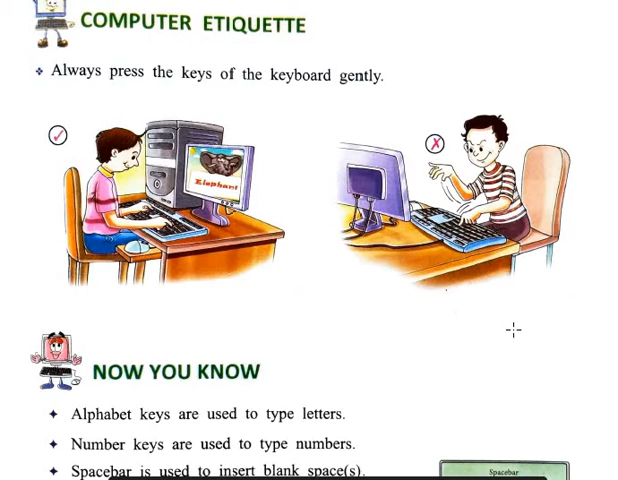 COMPUTER ETIQUETTE
❖ Always press the keys of the keyboard gently.
✓
✗
Elephant
NOW YOU KNOW
✦ Alphabet keys are used to type letters.
✦ Number keys are used to type numbers.
✦ Spacebar is used to insert blank space(s).
Spacebar